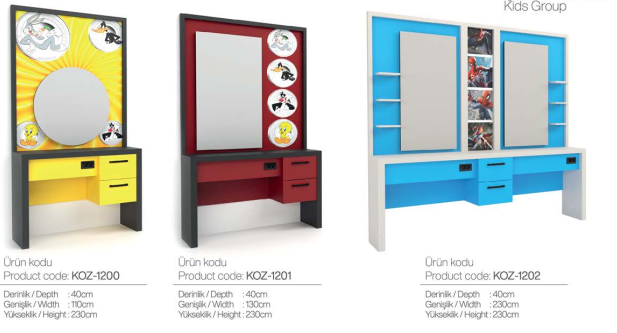 Kids Group
Ürün kodu
Product code: KOZ-1200
Derinlik / Depth : 40cm
Genişlik / Width : 110cm
Yükseklik / Height : 230cm
Ürün kodu
Product code: KOZ-1201
Derinlik / Depth : 40cm
Genişlik / Width : 130cm
Yükseklik / Height : 230cm
Ürün kodu
Product code: KOZ-1202
Derinlik / Depth : 40cm
Genişlik / Width : 230cm
Yükseklik / Height : 230cm